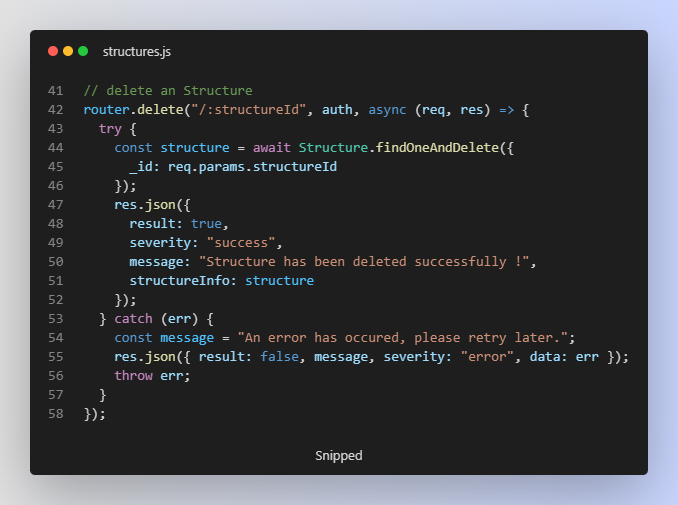 structures.js
41 // delete an Structure
42 router.delete("/:structureId", auth, async (req, res) => {
43   try {
44     const structure = await Structure.findOneAndDelete({
45       _id: req.params.structureId
46     });
47     res.json({
48       result: true,
49       severity: "success",
50       message: "Structure has been deleted successfully !",
51       structureInfo: structure
52     });
53   } catch (err) {
54     const message = "An error has occured, please retry later.";
55     res.json({ result: false, message, severity: "error", data: err });
56     throw err;
57   }
58 });
Snipped